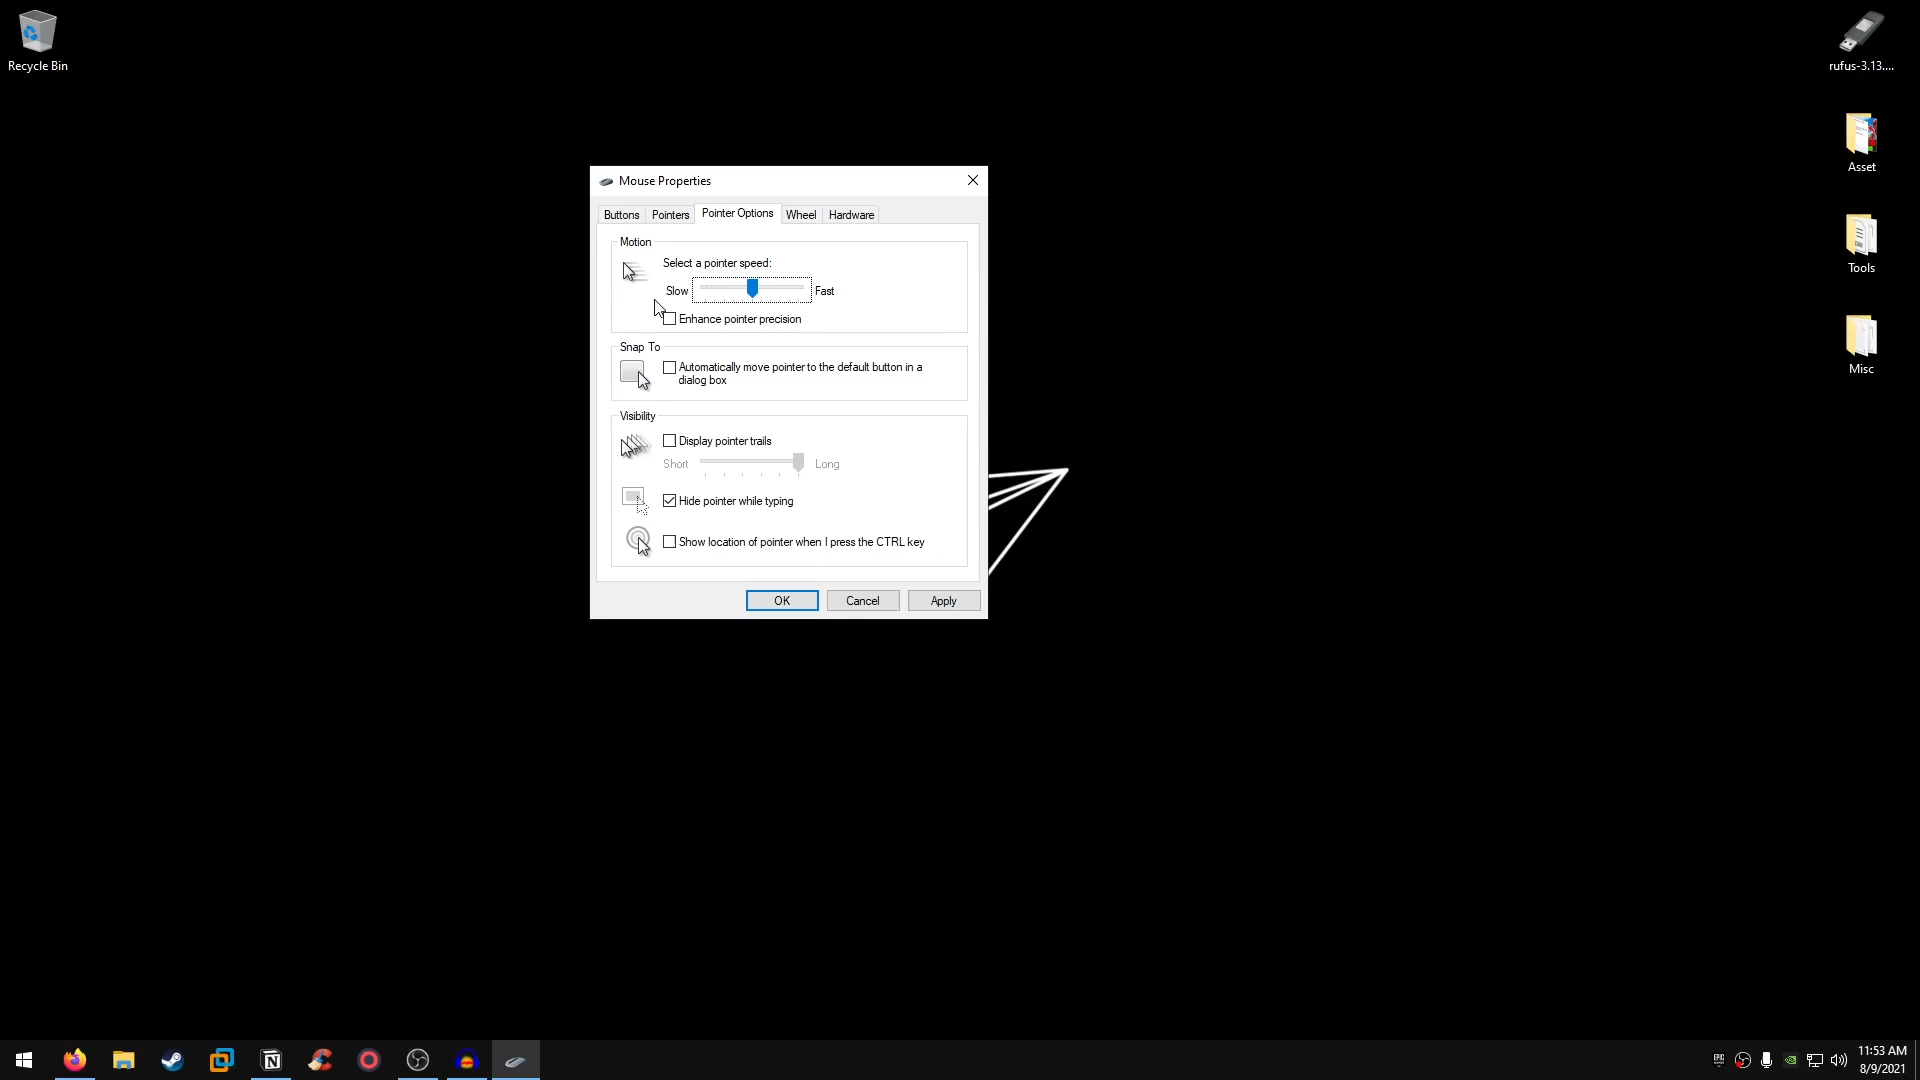 Recycle Bin
rufus-3.13....
Asset
Tools
Misc
Mouse Properties
Buttons
Pointers
Pointer Options
Wheel
Hardware
Motion
Select a pointer speed:
Slow
Fast
Enhance pointer precision
Snap To
Automatically move pointer to the default button in a
dialog box
Visibility
Display pointer trails
Short
Long
Hide pointer while typing
Show location of pointer when I press the CTRL key
OK
Cancel
Apply
EPIC
11:53 AM
8/9/2021